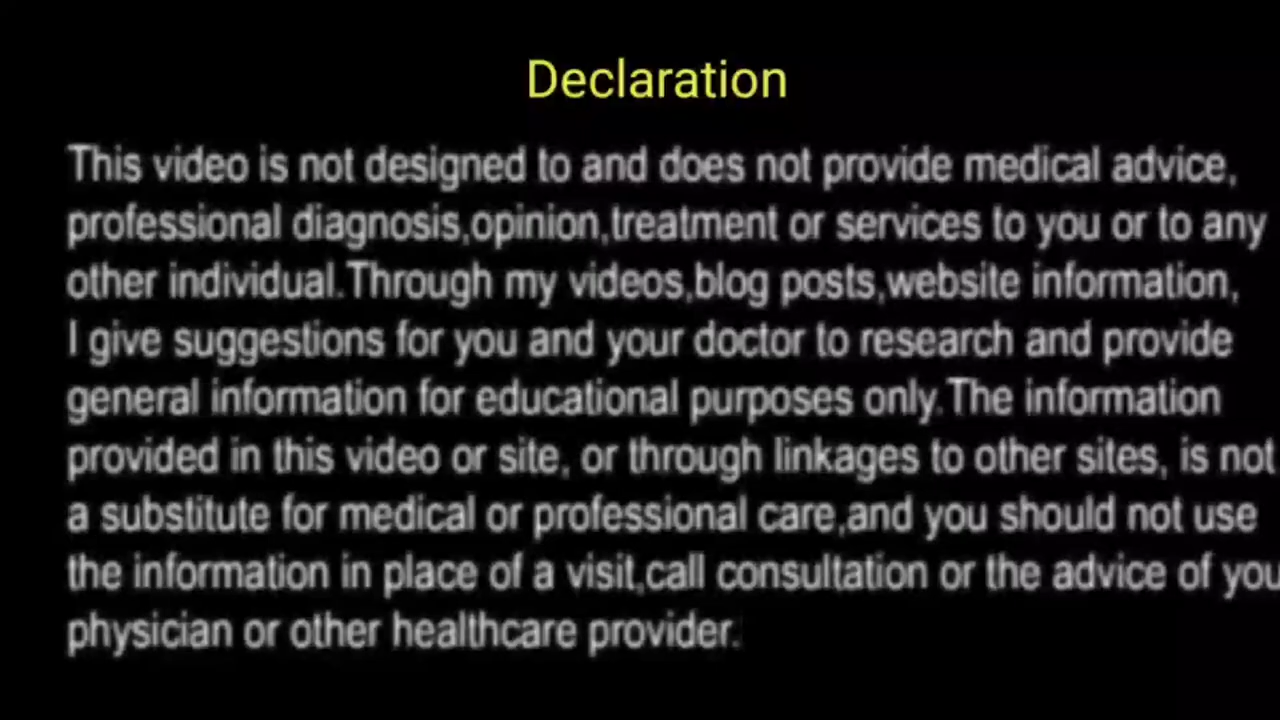 Declaration
This video is not designed to and does not provide medical advice,
professional diagnosis,opinion,treatment or services to you or to any
other individual.Through my videos,blog posts,website information,
I give suggestions for you and your doctor to research and provide
general information for educational purposes only.The information
provided in this video or site, or through linkages to other sites, is not
a substitute for medical or professional care,and you should not use
the information in place of a visit,call consultation or the advice of you
physician or other healthcare provider.